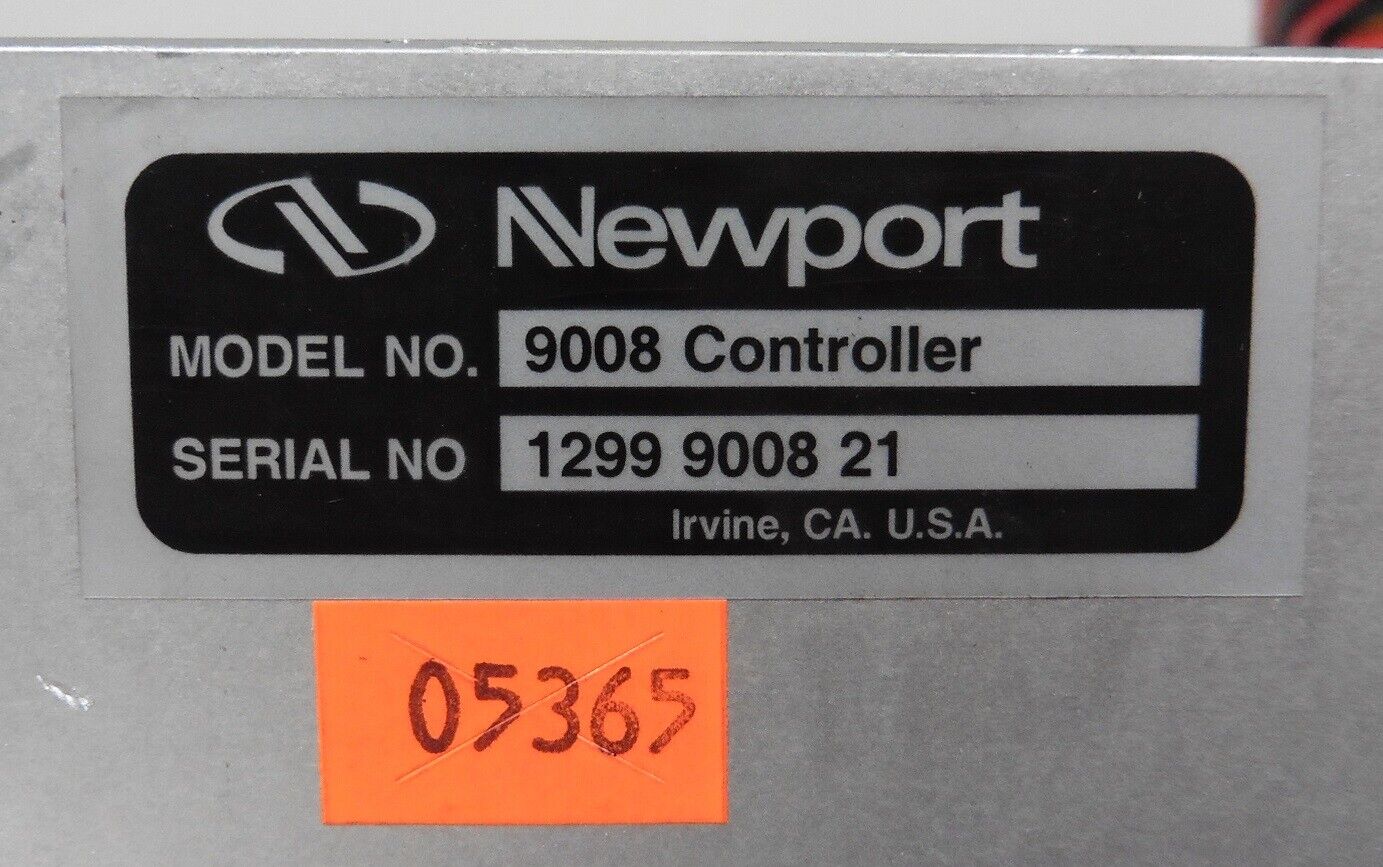 Newport
MODEL NO. 9008 Controller
SERIAL NO 1299 9008 21
Irvine, CA. U.S.A.
05365